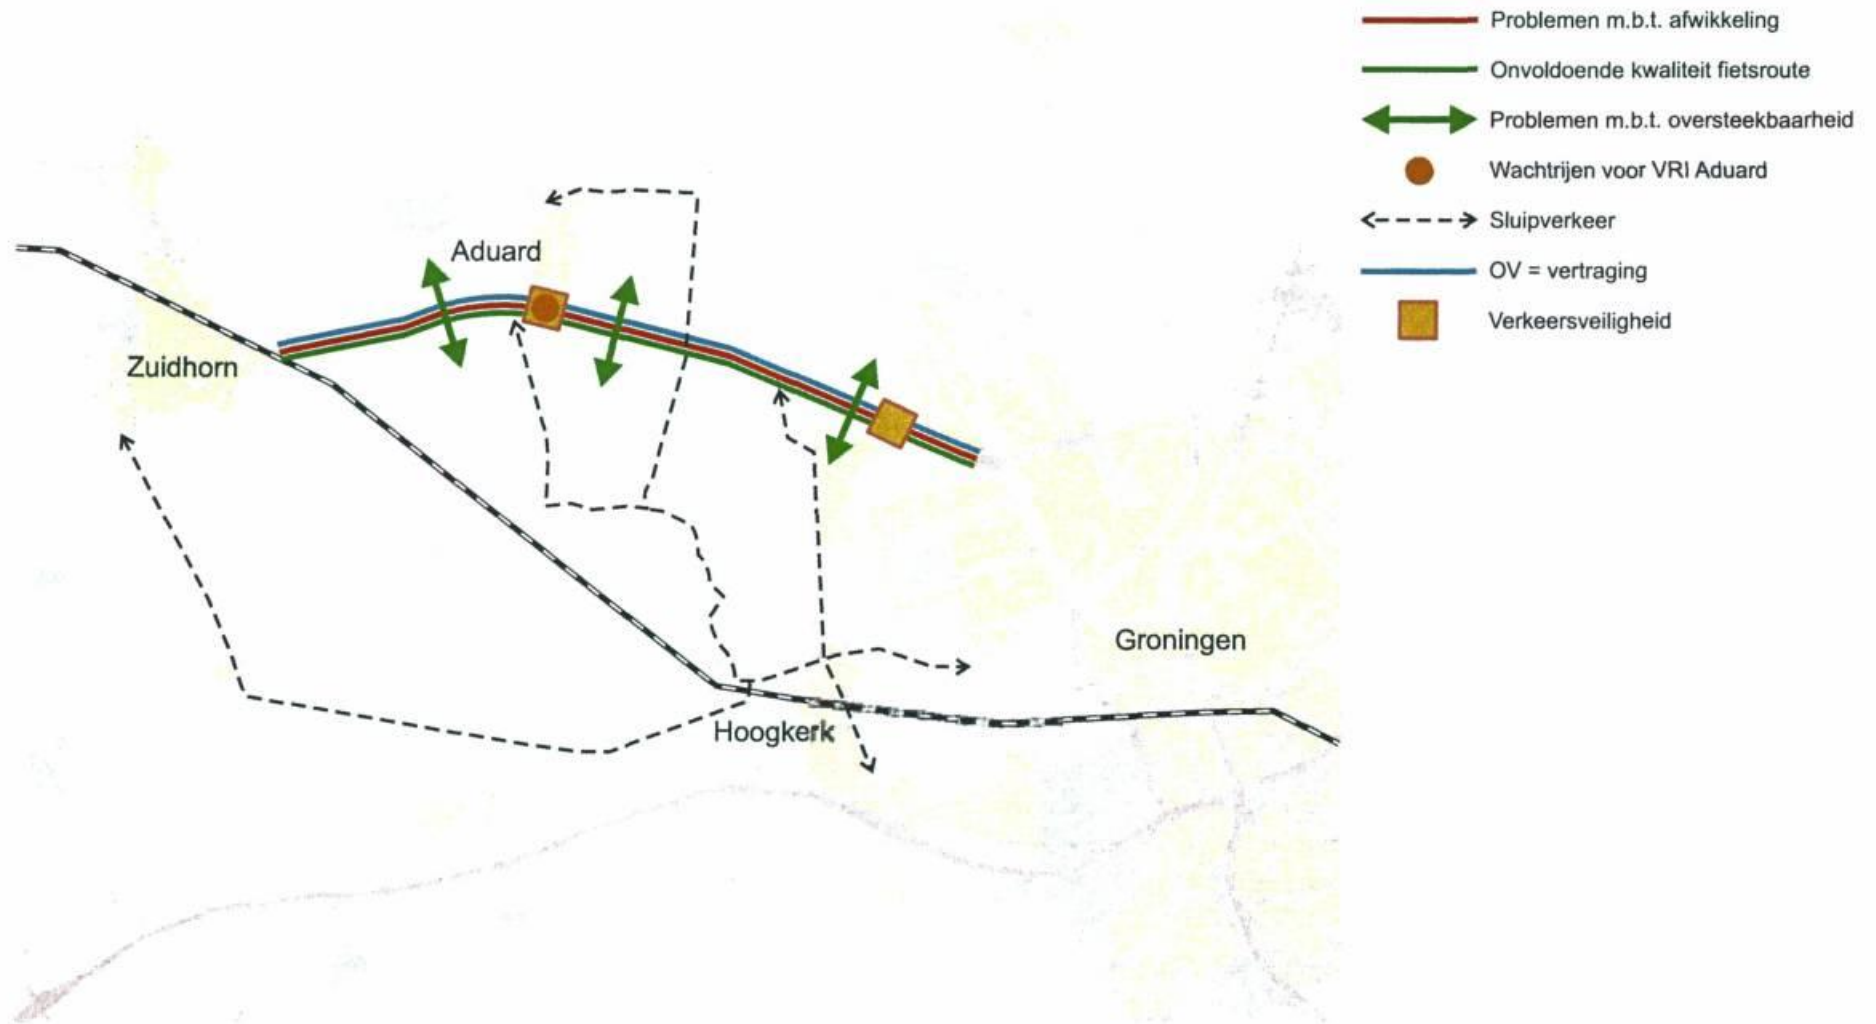 Problemen m.b.t. afwikkeling
Onvoldoende kwaliteit fietsroute
Problemen m.b.t. oversteekbaarheid
Wachtrijen voor VRI Aduard
Sluipverkeer
OV = vertraging
Verkeersveiligheid
Aduard
Zuidhorn
Groningen
Hoogkerk